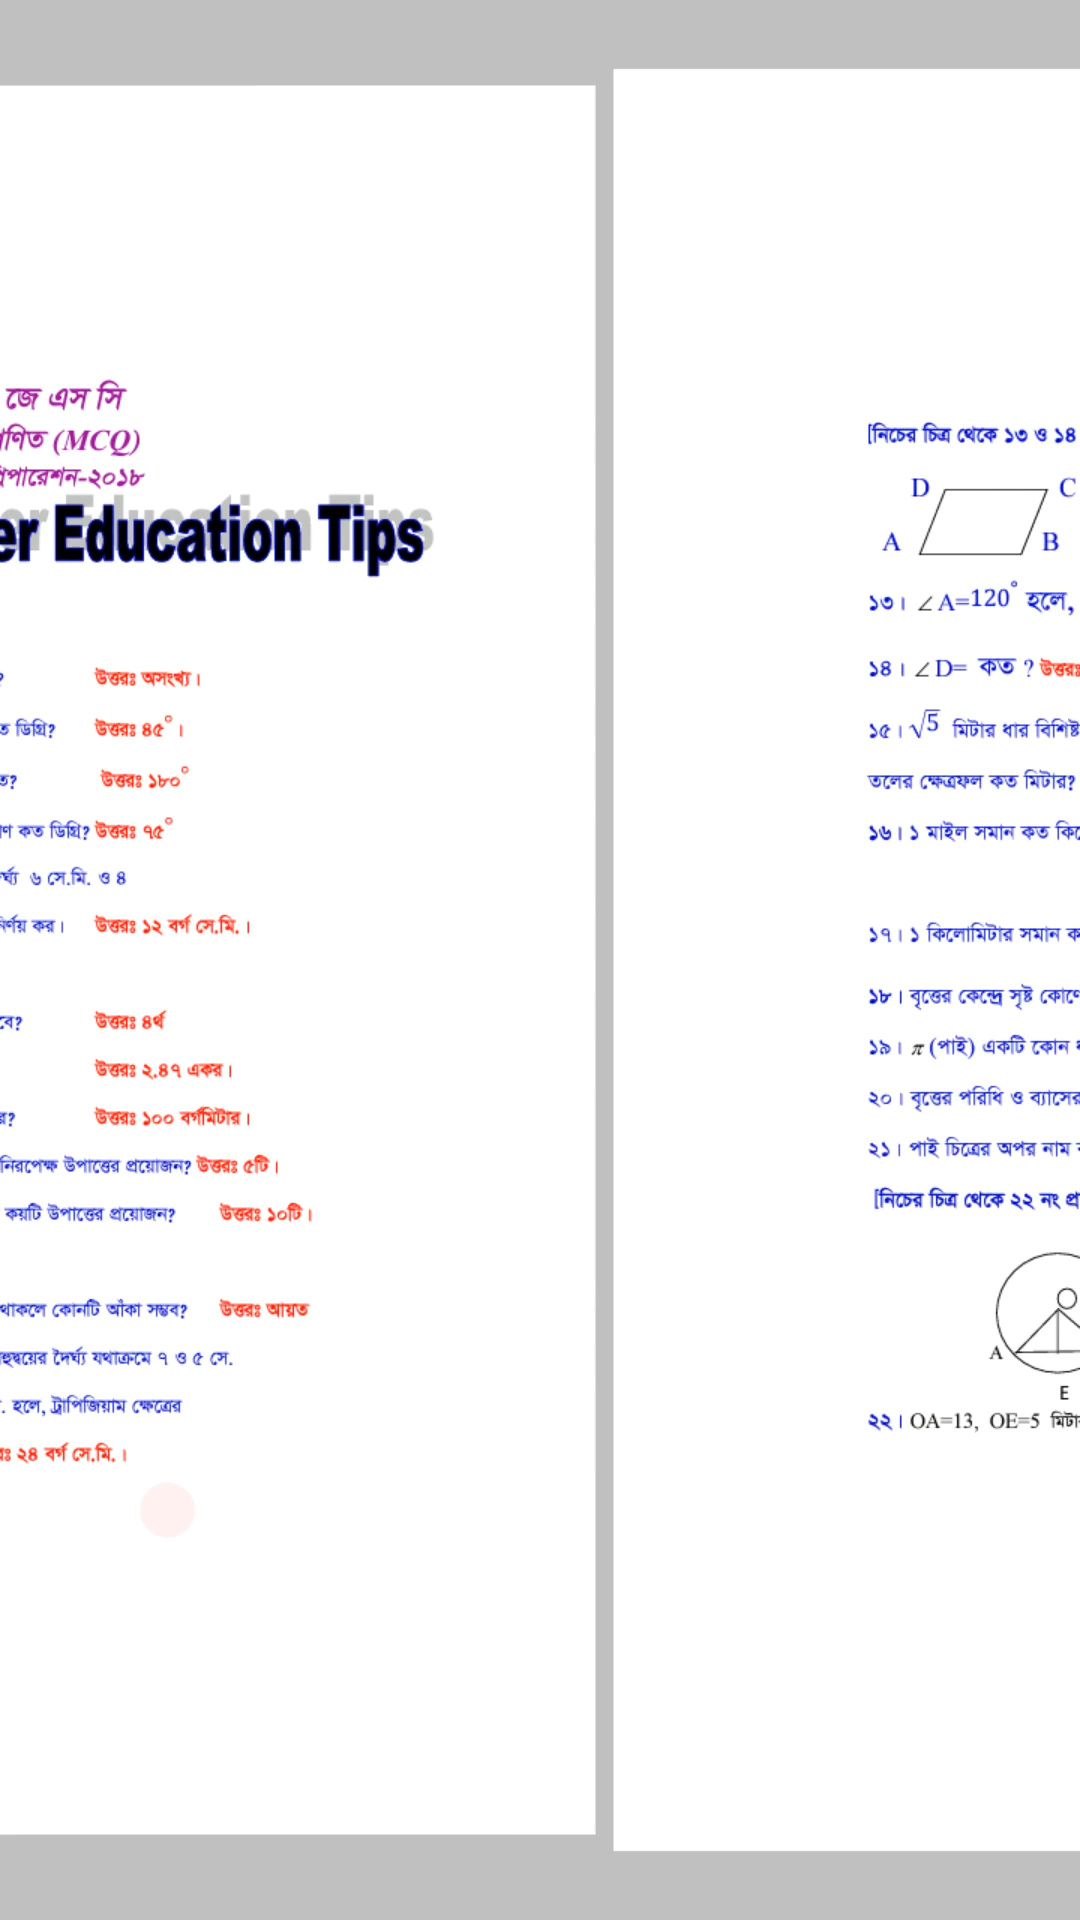 জে এস সি
গণিত (MCQ)
প্রিপারেশন-২০১৮
er Education Tips
? উত্তরঃ অসংখ্য।
ত ডিগ্রি? উত্তরঃ ৪৫°।
ত? উত্তরঃ ১৮০°
ণ কত ডিগ্রি? উত্তরঃ ৭৫°
র্ঘ্য ৬ সে.মি. ও ৪
নির্ণয় কর। উত্তরঃ ১২ বর্গ সে.মি.।
বে? উত্তরঃ ৪র্থ
উত্তরঃ ২.৪৭ একর।
র? উত্তরঃ ১০০ বর্গমিটার।
নিরপেক্ষ উপাত্তের প্রয়োজন? উত্তরঃ ৫টি।
কয়টি উপাত্তের প্রয়োজন? উত্তরঃ ১০টি।
থাকলে কোনটি আঁকা সম্ভব? উত্তরঃ আয়ত
হুদ্বয়ের দৈর্ঘ্য যথাক্রমে ৭ ও ৫ সে.
. হলে, ট্রাপিজিয়াম ক্ষেত্রের
রঃ ২৪ বর্গ সে.মি.।
[নিচের চিত্র থেকে ১৩ ও ১৪
D C
A B
১৩। ∠A=120° হলে,
১৪। ∠D= কত ? উত্তরঃ
১৫। √5 মিটার ধার বিশিষ্ট
তলের ক্ষেত্রফল কত মিটার?
১৬। ১ মাইল সমান কত কি
১৭। ১ কিলোমিটার সমান ক
১৮। বৃত্তের কেন্দ্রে সৃষ্ট কোণে
১৯। π (পাই) একটি কোন
২০। বৃত্তের পরিধি ও ব্যাসের
২১। পাই চিত্রের অপর নাম
[নিচের চিত্র থেকে ২২ নং প্র
O
A
E
২২। OA=13, OE=5 মিটা